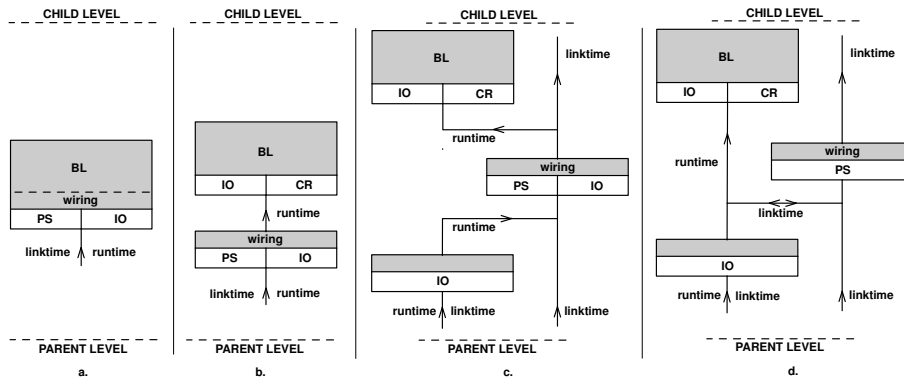 CHILD LEVEL
BL
wiring
PS IO
linktime runtime
PARENT LEVEL
a.
CHILD LEVEL
BL
IO CR
runtime
wiring
PS IO
linktime runtime
PARENT LEVEL
b.
CHILD LEVEL
linktime
BL
IO CR
runtime
wiring
PS IO
runtime
IO
runtime linktime linktime
PARENT LEVEL
c.
CHILD LEVEL
linktime
BL
IO CR
wiring
runtime
PS
linktime
IO
runtime linktime
PARENT LEVEL
d.